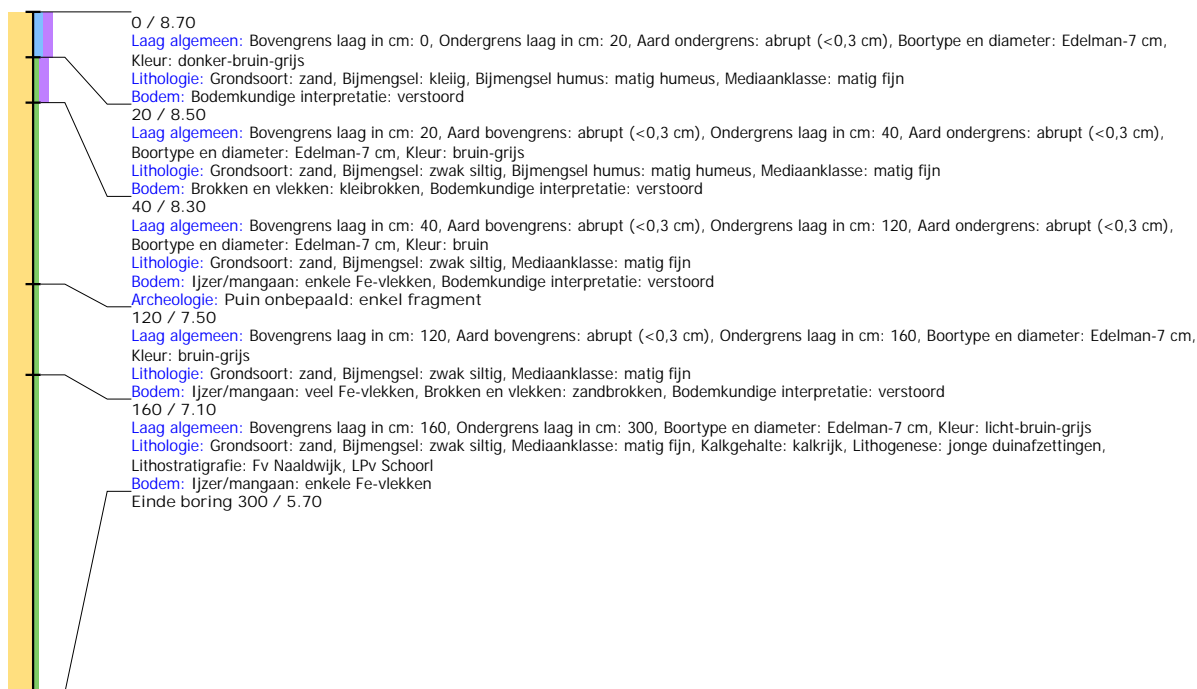 0 / 8.70
Laag algemeen: Bovengrens laag in cm: 0, Ondergrens laag in cm: 20, Aard ondergrens: abrupt (<0,3 cm), Boortype en diameter: Edelman-7 cm,
Kleur: donker-bruin-grijs
Lithologie: Grondsoort: zand, Bijmengsel: kleiig, Bijmengsel humus: matig humeus, Mediaanklasse: matig fijn
Bodem: Bodemkundige interpretatie: verstoord
20 / 8.50
Laag algemeen: Bovengrens laag in cm: 20, Aard bovengrens: abrupt (<0,3 cm), Ondergrens laag in cm: 40, Aard ondergrens: abrupt (<0,3 cm),
Boortype en diameter: Edelman-7 cm, Kleur: bruin-grijs
Lithologie: Grondsoort: zand, Bijmengsel: zwak siltig, Bijmengsel humus: matig humeus, Mediaanklasse: matig fijn
Bodem: Brokken en vlekken: kleibrokken, Bodemkundige interpretatie: verstoord
40 / 8.30
Laag algemeen: Bovengrens laag in cm: 40, Aard bovengrens: abrupt (<0,3 cm), Ondergrens laag in cm: 120, Aard ondergrens: abrupt (<0,3 cm),
Boortype en diameter: Edelman-7 cm, Kleur: bruin
Lithologie: Grondsoort: zand, Bijmengsel: zwak siltig, Mediaanklasse: matig fijn
Bodem: Ijzer/mangaan: enkele Fe-vlekken, Bodemkundige interpretatie: verstoord
Archeologie: Puin onbepaald: enkel fragment
120 / 7.50
Laag algemeen: Bovengrens laag in cm: 120, Aard bovengrens: abrupt (<0,3 cm), Ondergrens laag in cm: 160, Boortype en diameter: Edelman-7 cm,
Kleur: bruin-grijs
Lithologie: Grondsoort: zand, Bijmengsel: zwak siltig, Mediaanklasse: matig fijn
Bodem: Ijzer/mangaan: veel Fe-vlekken, Brokken en vlekken: zandbrokken, Bodemkundige interpretatie: verstoord
160 / 7.10
Laag algemeen: Bovengrens laag in cm: 160, Ondergrens laag in cm: 300, Boortype en diameter: Edelman-7 cm, Kleur: licht-bruin-grijs
Lithologie: Grondsoort: zand, Bijmengsel: zwak siltig, Mediaanklasse: matig fijn, Kalkgehalte: kalkrijk, Lithogenese: jonge duinafzettingen,
Lithostratigrafie: Fv Naaldwijk, LPv Schoorl
Bodem: Ijzer/mangaan: enkele Fe-vlekken
Einde boring 300 / 5.70